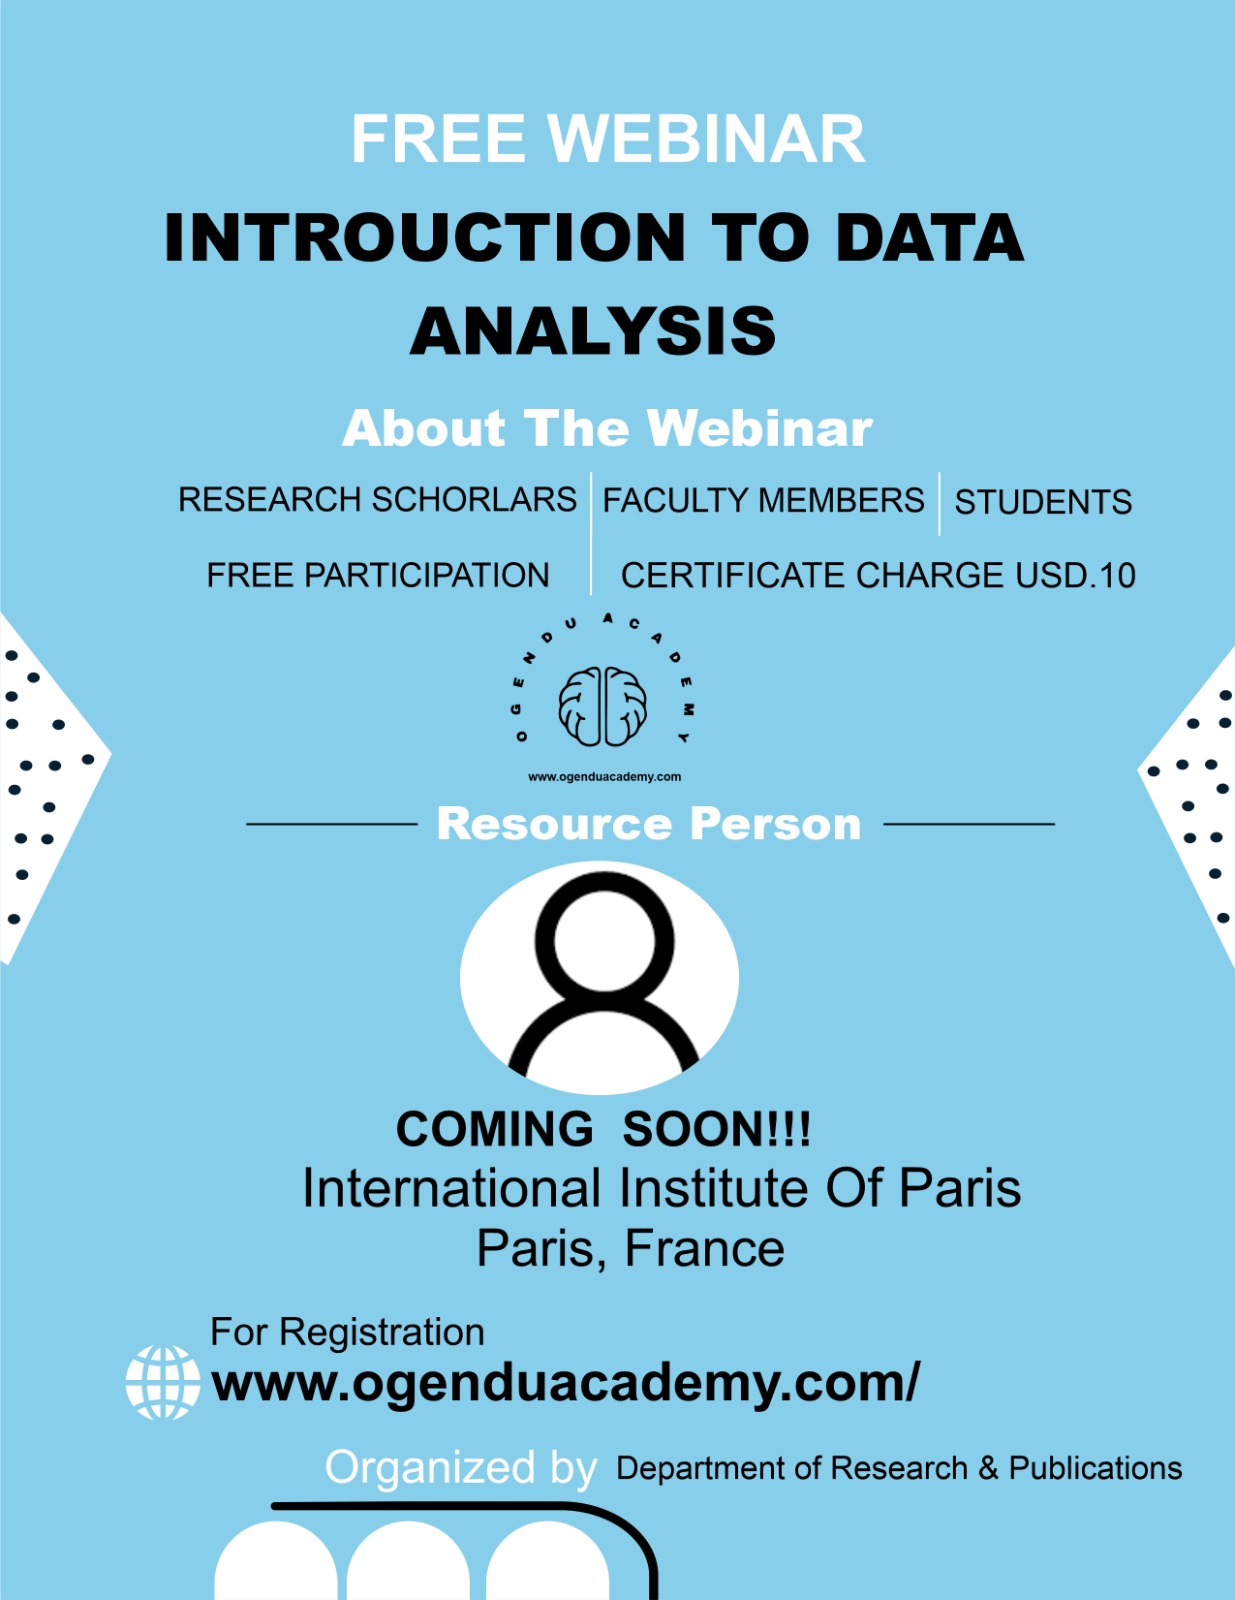 FREE WEBINAR
INTROUCTION TO DATA
ANALYSIS
About The Webinar
RESEARCH SCHORLARS FACULTY MEMBERS STUDENTS
FREE PARTICIPATION CERTIFICATE CHARGE USD.10
OGENDU ACADEMY
www.ogenduacademy.com
Resource Person
COMING SOON!!!
International Institute Of Paris
Paris, France
For Registration
www.ogenduacademy.com/
Organized by Department of Research & Publications